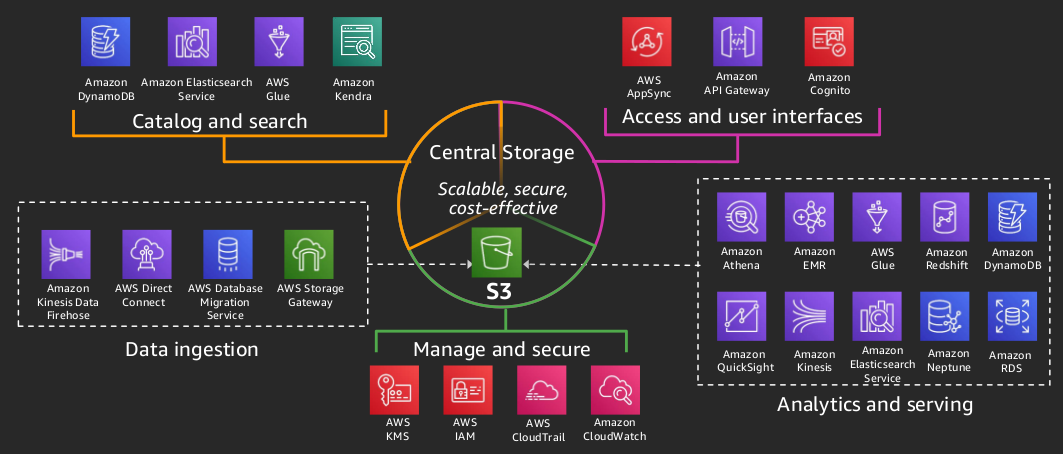 Amazon
DynamoDB
Amazon Elasticsearch
Service
AWS
Glue
Amazon
Kendra
Catalog and search
AWS
AppSync
Amazon
API Gateway
Amazon
Cognito
Access and user interfaces
Central Storage
Scalable, secure,
cost-effective
S3
Amazon
Kinesis Data
Firehose
AWS Direct
Connect
AWS Database
Migration
Service
AWS Storage
Gateway
Data ingestion
Amazon
Athena
Amazon
EMR
AWS
Glue
Amazon
Redshift
Amazon
DynamoDB
Amazon
QuickSight
Amazon
Kinesis
Amazon
Elasticsearch
Service
Amazon
Neptune
Amazon
RDS
Analytics and serving
Manage and secure
AWS
KMS
AWS
IAM
AWS
CloudTrail
Amazon
CloudWatch